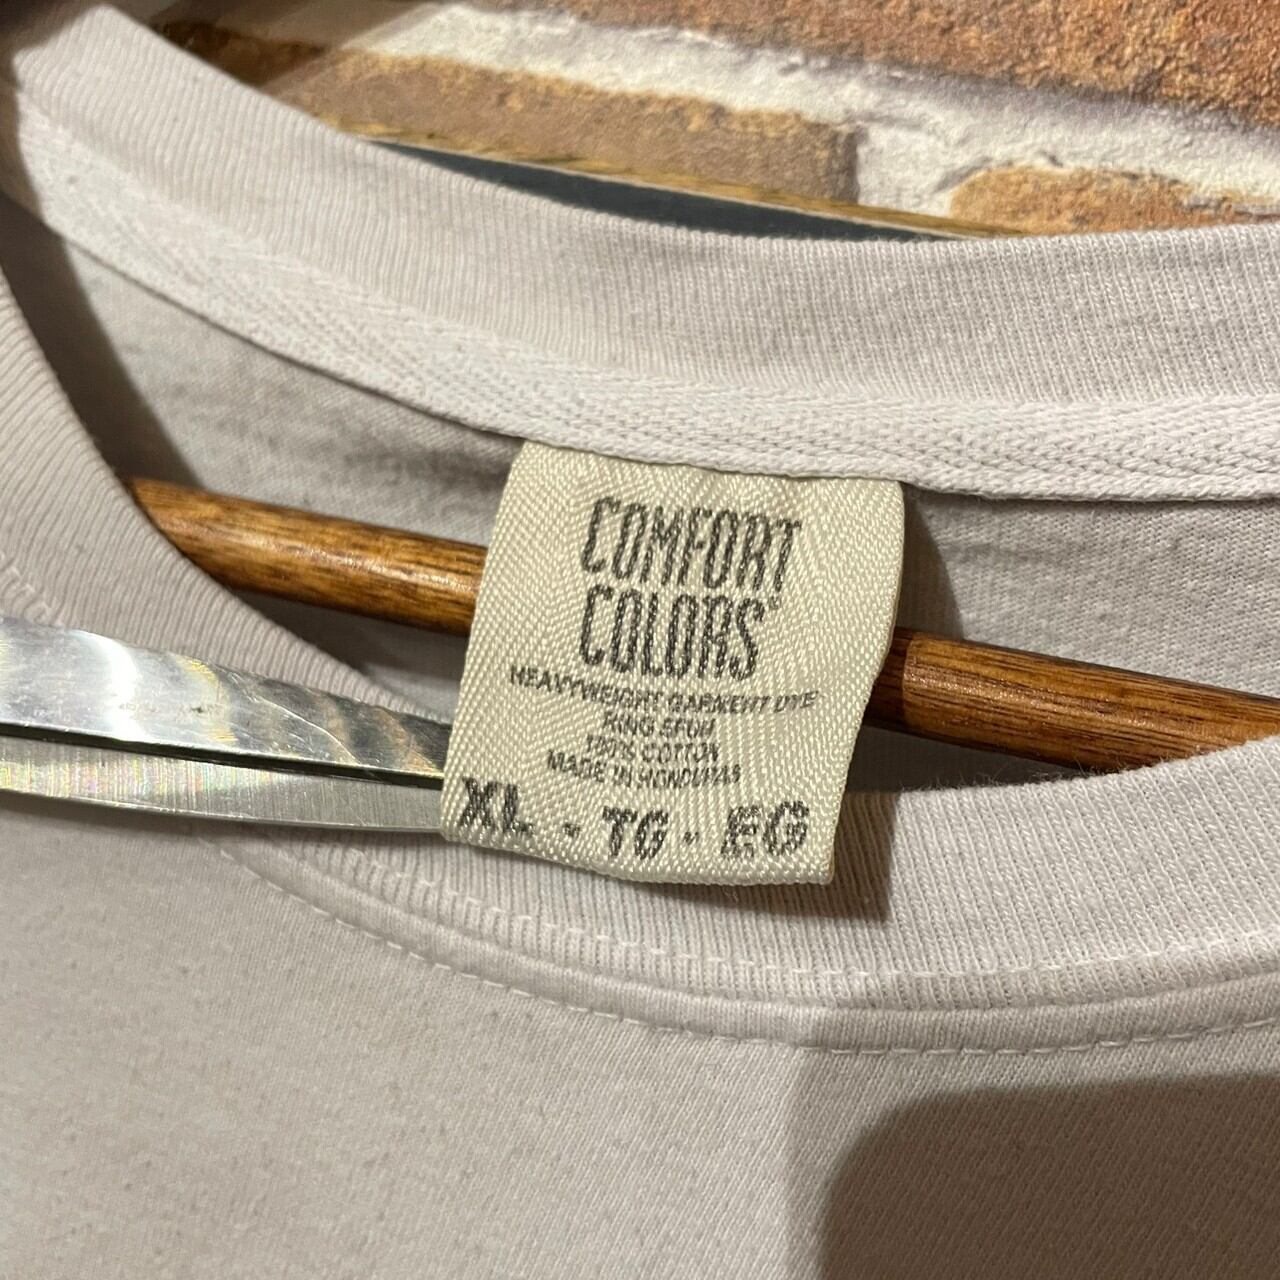 COMFORT
COLORS
HEAVYWEIGHT GARMENT DYE
RING SPUN
100% COTTON
MADE IN HONDURAS
XL - TG - EG